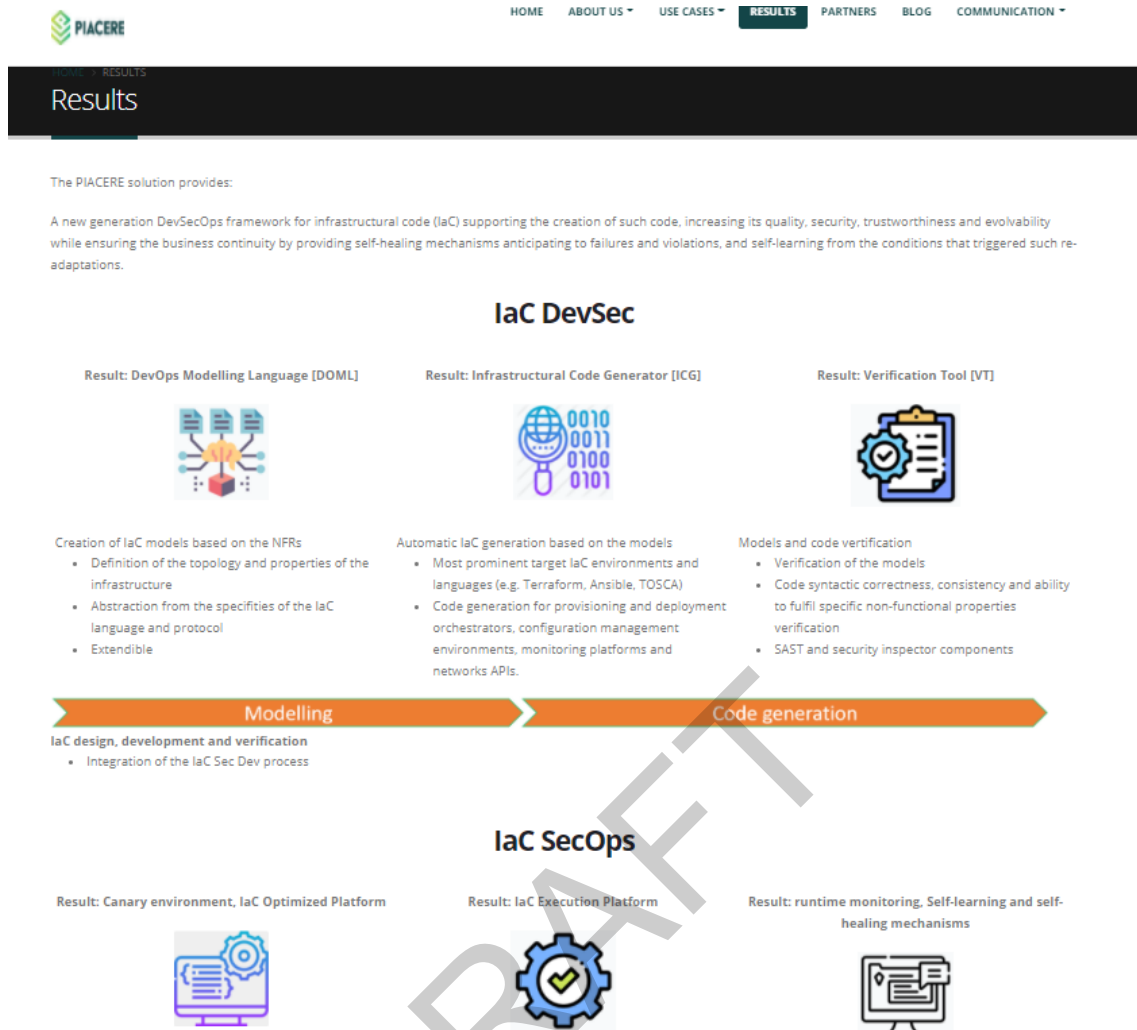 PIACERE
HOME ABOUT US USE CASES RESULTS PARTNERS BLOG COMMUNICATION
HOME > RESULTS
Results
The PIACERE solution provides:
A new generation DevSecOps framework for infrastructural code (IaC) supporting the creation of such code, increasing its quality, security, trustworthiness and evolvability
while ensuring the business continuity by providing self-healing mechanisms anticipating to failures and violations, and self-learning from the conditions that triggered such re-
adaptations.
IaC DevSec
Result: DevOps Modelling Language [DOML]
Creation of IaC models based on the NFRs
• Definition of the topology and properties of the
infrastructure
• Abstraction from the specifities of the IaC
language and protocol
• Extendible
Result: Infrastructural Code Generator [ICG]
0010
0011
0100
0101
Automatic IaC generation based on the models
• Most prominent target IaC environments and
languages (e.g. Terraform, Ansible, TOSCA)
• Code generation for provisioning and deployment
orchestrators, configuration management
environments, monitoring platforms and
networks APIs.
Result: Verification Tool [VT]
Models and code vertification
• Verification of the models
• Code syntactic correctness, consistency and ability
to fulfil specific non-functional properties
verification
• SAST and security inspector components
Modelling
Code generation
IaC design, development and verification
• Integration of the IaC Sec Dev process
IaC SecOps
Result: Canary environment, IaC Optimized Platform
Result: IaC Execution Platform
Result: runtime monitoring, Self-learning and self-
healing mechanisms
RAFT